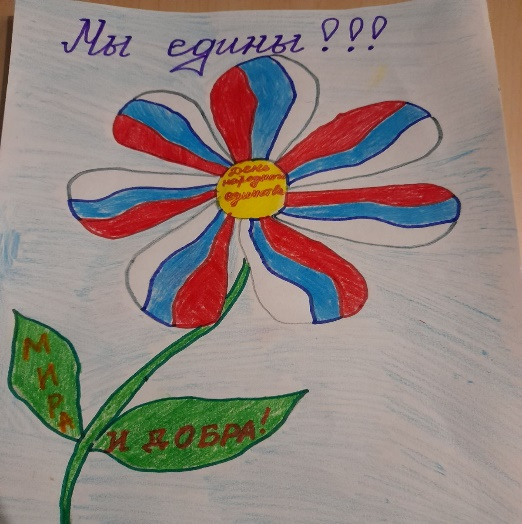 Мы едины!!!
День
народного
единства
МИРА
И ДОБРА!